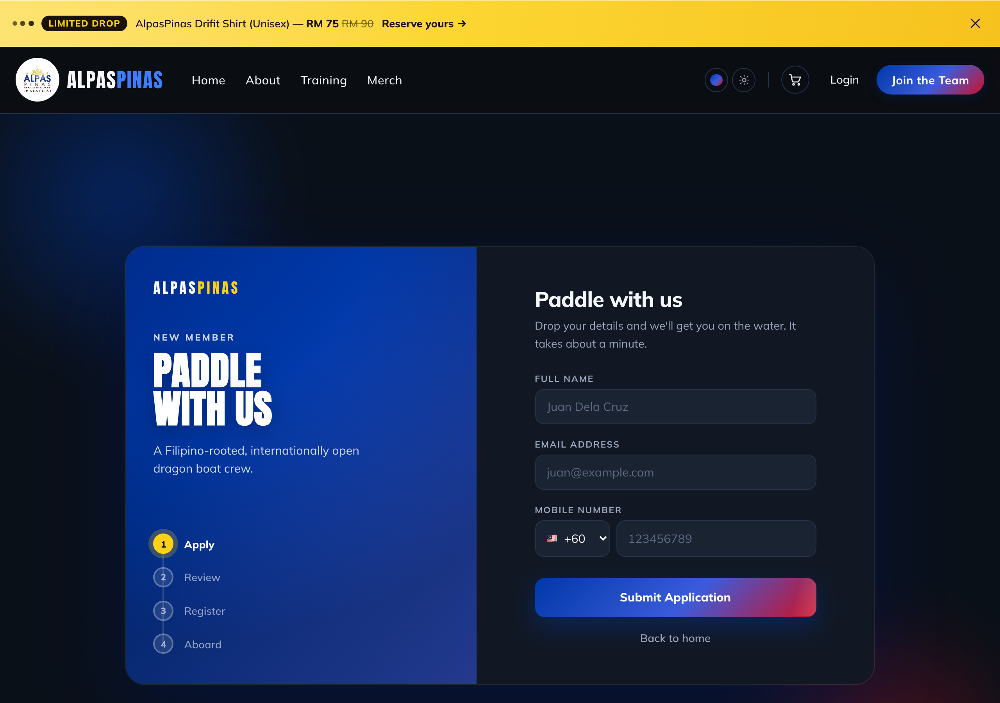 LIMITED DROP AlpasPinas Drifit Shirt (Unisex) — RM 75 RM 90 Reserve yours →
ALPAS
PINAS
DRAGONBOAT TEAM
(MALAYSIA)
ALPASPINAS
Home About Training Merch
Login Join the Team
ALPASPINAS
NEW MEMBER
PADDLE
WITH US
A Filipino-rooted, internationally open
dragon boat crew.
1 Apply
2 Review
3 Register
4 Aboard
Paddle with us
Drop your details and we'll get you on the water. It
takes about a minute.
FULL NAME
Juan Dela Cruz
EMAIL ADDRESS
juan@example.com
MOBILE NUMBER
🇲🇾 +60 123456789
Submit Application
Back to home